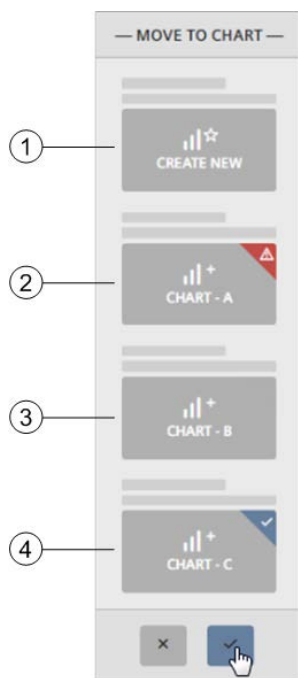 — MOVE TO CHART —
1
CREATE NEW
2
CHART - A
3
CHART - B
4
CHART - C